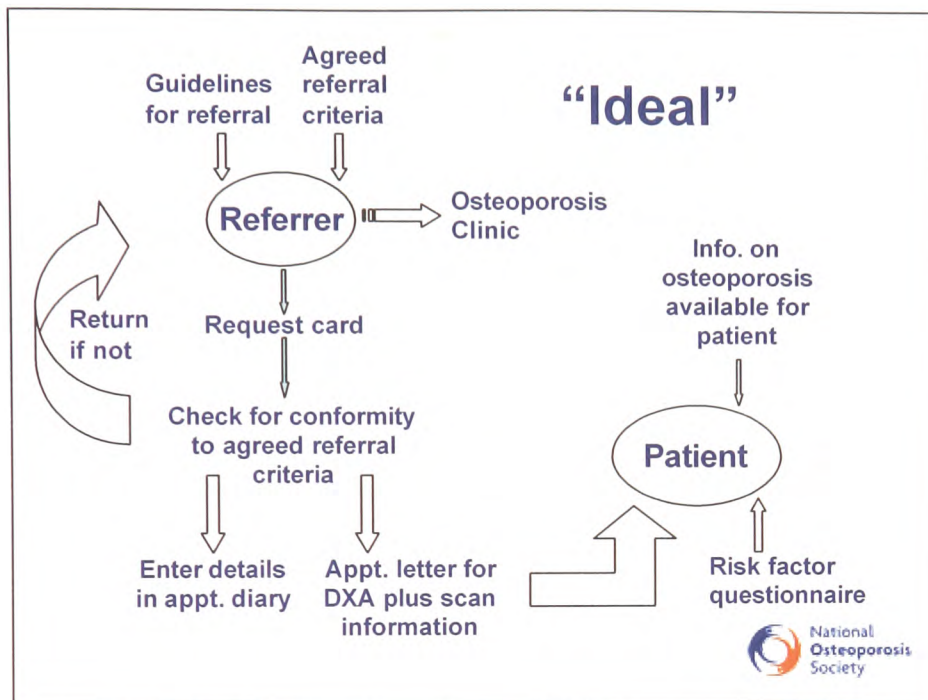 Guidelines
for referral
Agreed
referral
criteria
“Ideal”
Referrer
Osteoporosis
Clinic
Info. on
osteoporosis
available for
patient
Return
if not
Request card
Check for conformity
to agreed referral
criteria
Patient
Enter details
in appt. diary
Appt. letter for
DXA plus scan
information
Risk factor
questionnaire
National
Osteoporosis
Society